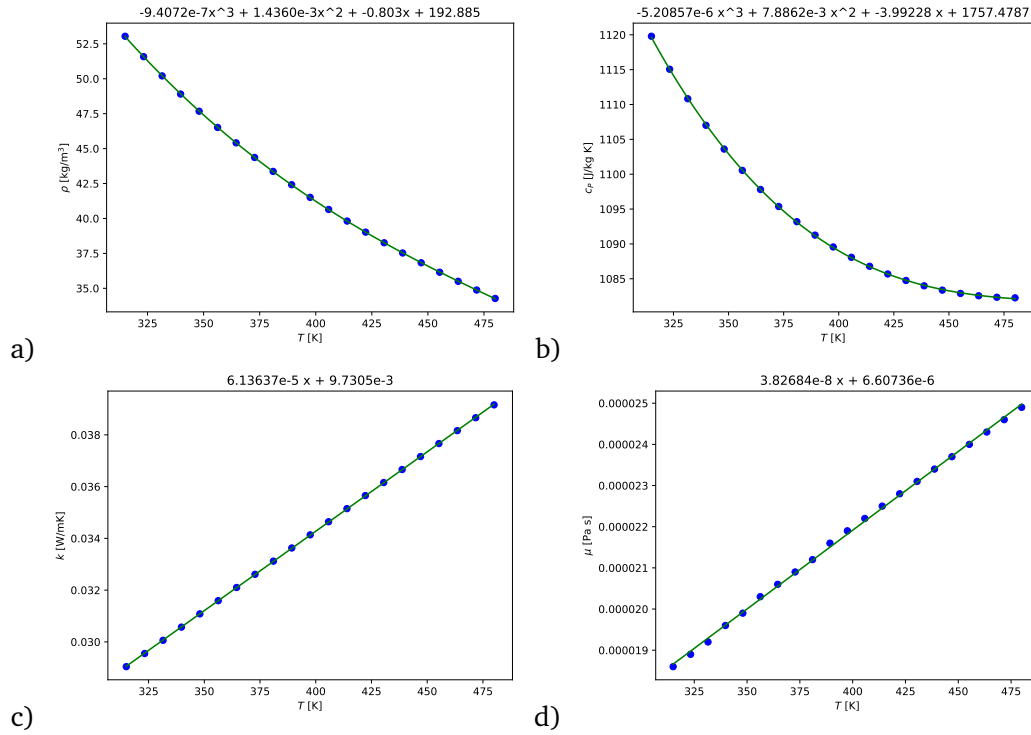 -9.4072e-7x^3 + 1.4360e-3x^2 + -0.803x + 192.885
52.5
50.0
47.5
45.0
42.5
40.0
37.5
35.0
ρ [kg/m³]
325 350 375 400 425 450 475
T [K]
a)
-5.20857e-6 x^3 + 7.8862e-3 x^2 + -3.99228 x + 1757.4787
1120
1115
1110
1105
1100
1095
1090
1085
c_P [J/kg K]
325 350 375 400 425 450 475
T [K]
b)
6.13637e-5 x + 9.7305e-3
0.038
0.036
0.034
0.032
0.030
k [W/mK]
325 350 375 400 425 450 475
T [K]
c)
3.82684e-8 x + 6.60736e-6
0.000025
0.000024
0.000023
0.000022
0.000021
0.000020
0.000019
μ [Pa s]
325 350 375 400 425 450 475
T [K]
d)